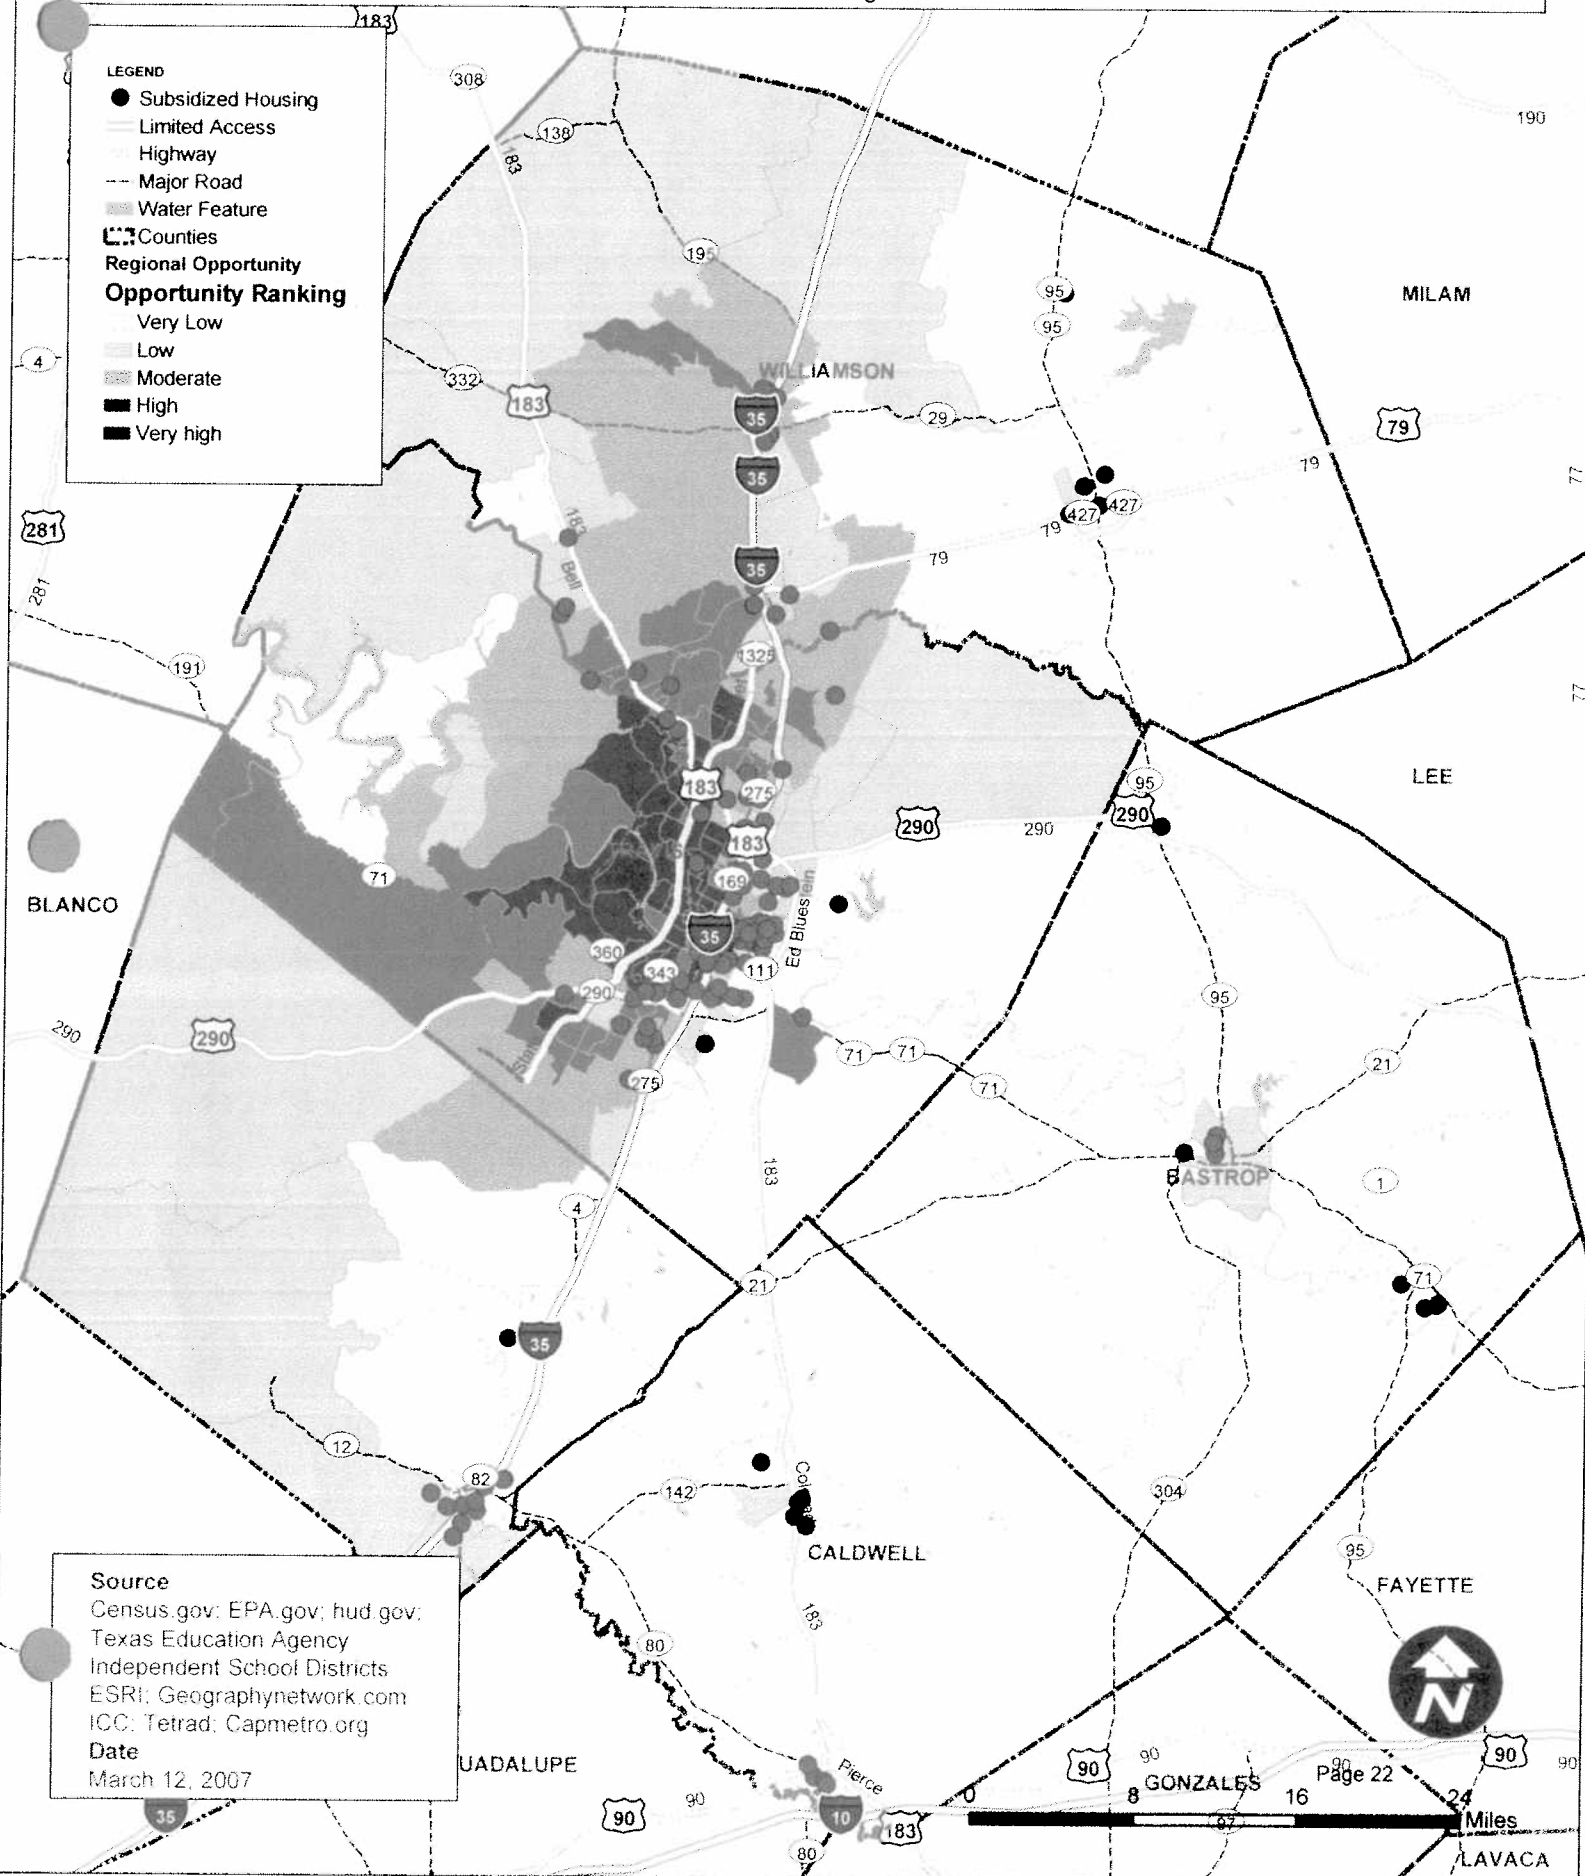 183
LEGEND
Subsidized Housing
Limited Access
Highway
Major Road
Water Feature
Counties
Regional Opportunity
Opportunity Ranking
Very Low
Low
Moderate
High
Very high
308
138
183
190
195
95
95
MILAM
4
332
183
WILLIAMSON
35
29
79
35
79
77
427
427
79
281
183
35
79
Bell
281
191
1325
77
183
275
95
LEE
290
183
290
290
71
169
BLANCO
35
Ed Bluestein
360
343
111
290
95
290
290
71
71
71
21
275
183
BASTROP
1
4
21
71
35
12
82
142
304
CALDWELL
95
183
FAYETTE
Source
Census.gov; EPA.gov; hud.gov;
Texas Education Agency
Independent School Districts
ESRI; Geographynetwork.com
ICC; Tetrad; Capmetro.org
Date
March 12, 2007
80
N
UADALUPE
Pierce
90
90
90
90
90
GONZALES
Page 22
35
90
90
10
183
0
8
16
24
97
Miles
80
LAVACA